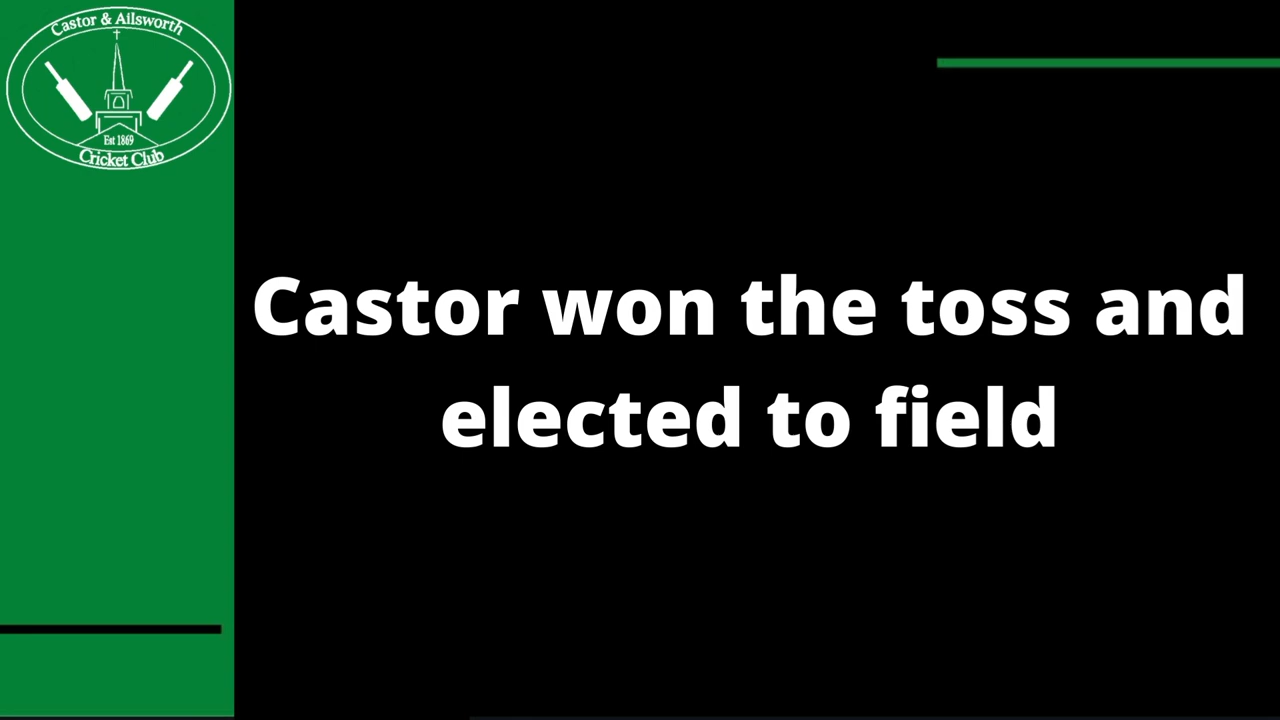 Castor & Ailsworth
Est 1869
Cricket Club
Castor won the toss and
elected to field